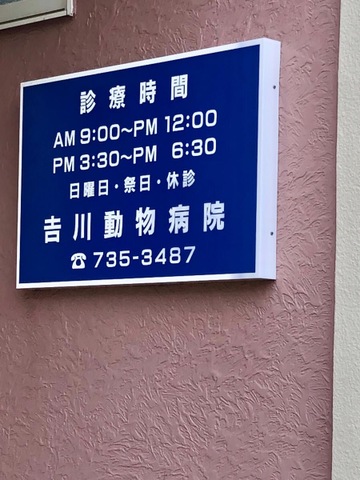 診療時間
AM 9:00〜PM 12:00
PM 3:30〜PM 6:30
日曜日・祭日・休診
𠮷川動物病院
☎735-3487